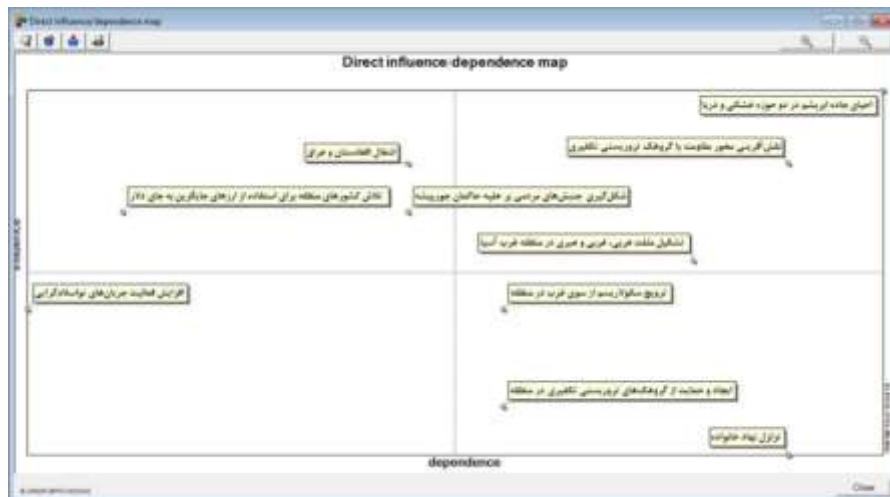 Direct influence/dependence map
Direct influence-dependence map
احیای جاده ابریشم در دو حوزه خشکی و دریا
نقش‌آفرینی محور مقاومت با گروهک تروریستی تکفیری
اشغال افغانستان و عراق
تلاش کشورهای منطقه برای استفاده از ارزهای جایگزین به جای دلار
شکل‌گیری جنبش‌های مردمی بر علیه حاکمان جورپیشه
تشکیل مثلث غربی، عربی و عبری در منطقه غرب آسیا
افزایش فعالیت جریان‌های نواسلام‌گرایی
ترویج سکولاریسم از سوی غرب در منطقه
ایجاد و حمایت از گروهک‌های تروریستی تکفیری در منطقه
تزلزل نهاد خانواده
dependence
Close